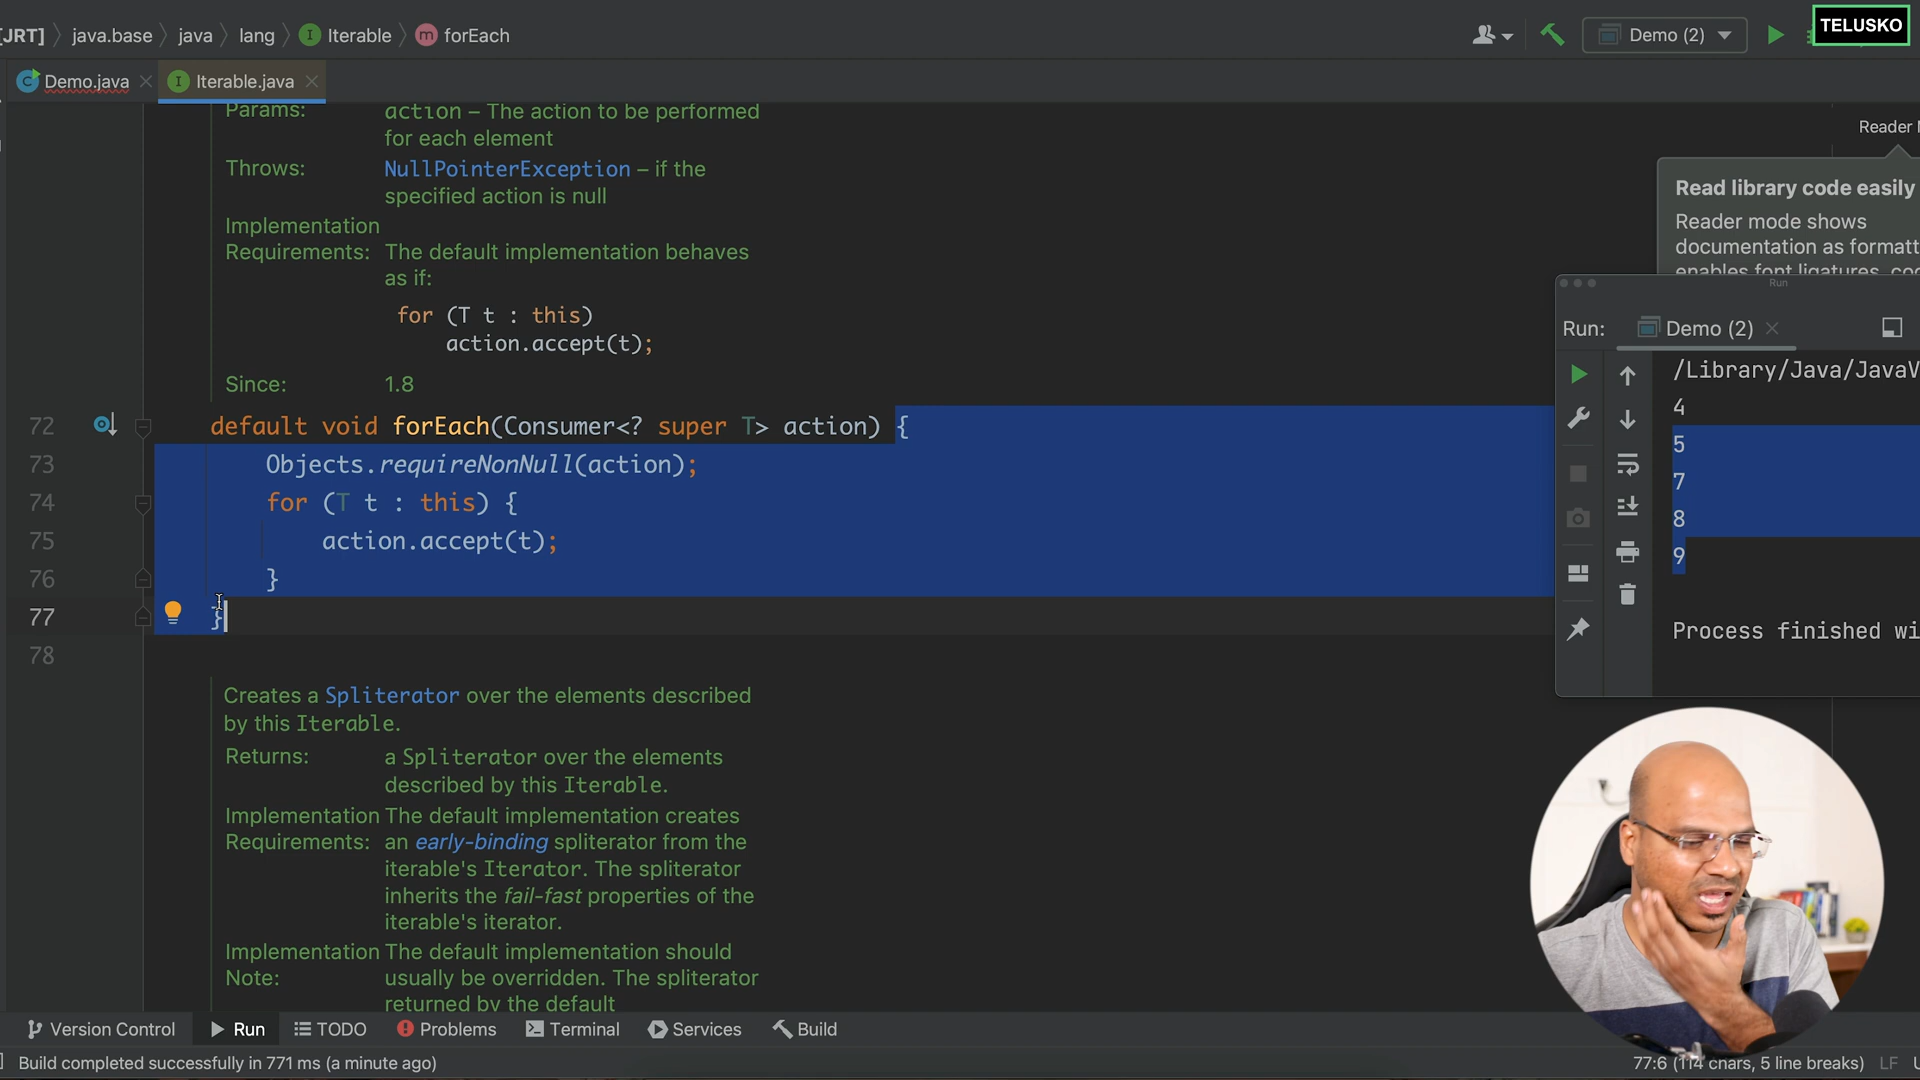 [JRT] java.base java lang I Iterable m forEach
Demo (2)
TELUSKO
C Demo.java
I Iterable.java
Params: action – The action to be performed
for each element
Throws: NullPointerException – if the
specified action is null
Implementation
Requirements: The default implementation behaves
as if:
for (T t : this)
action.accept(t);
Since: 1.8
72 default void forEach(Consumer<? super T> action) {
73 Objects.requireNonNull(action);
74 for (T t : this) {
75 action.accept(t);
76 }
77 }
78
Creates a Spliterator over the elements described
by this Iterable.
Returns: a Spliterator over the elements
described by this Iterable.
Implementation The default implementation creates
Requirements: an early-binding spliterator from the
iterable's Iterator. The spliterator
inherits the fail-fast properties of the
iterable's iterator.
Implementation The default implementation should
Note: usually be overridden. The spliterator
returned by the default
Reader
Read library code easily
Reader mode shows
documentation as formatt
enables font ligatures, co
Run
Run: Demo (2)
/Library/Java/JavaV
4
5
7
8
9
Process finished wi
Version Control Run TODO Problems Terminal Services Build
Build completed successfully in 771 ms (a minute ago)
77:6 (114 chars, 5 line breaks) LF